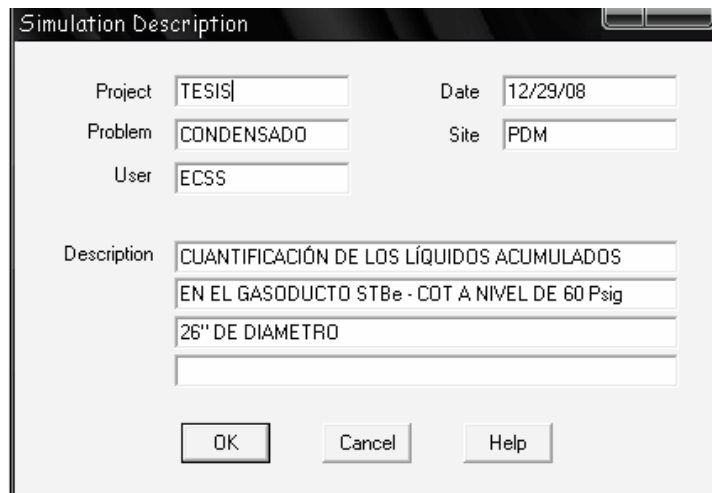 Simulation Description
Project TESIS Date 12/29/08
Problem CONDENSADO Site PDM
User ECSS
Description CUANTIFICACIÓN DE LOS LÍQUIDOS ACUMULADOS
EN EL GASODUCTO STBe - COT A NIVEL DE 60 Psig
26" DE DIAMETRO
OK Cancel Help